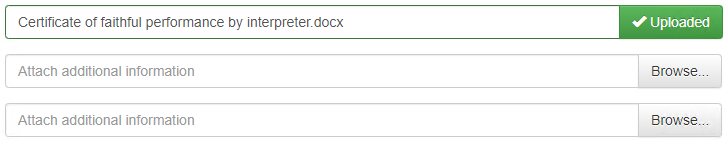 Certificate of faithful performance by interpreter.docx Uploaded
Attach additional information Browse...
Attach additional information Browse...